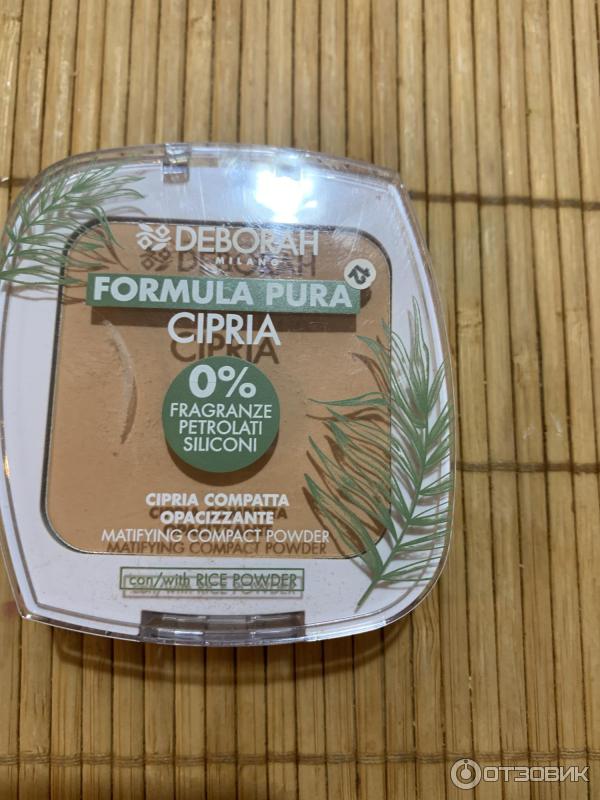 DEBORAH
MILANO
42
FORMULA PURA
CIPRIA
0%
FRAGRANZE
PETROLATI
SILICONI
CIPRIA COMPATTA
OPACIZZANTE
MATIFYING COMPACT POWDER
con/with RICE POWDER
ОТЗОВИК